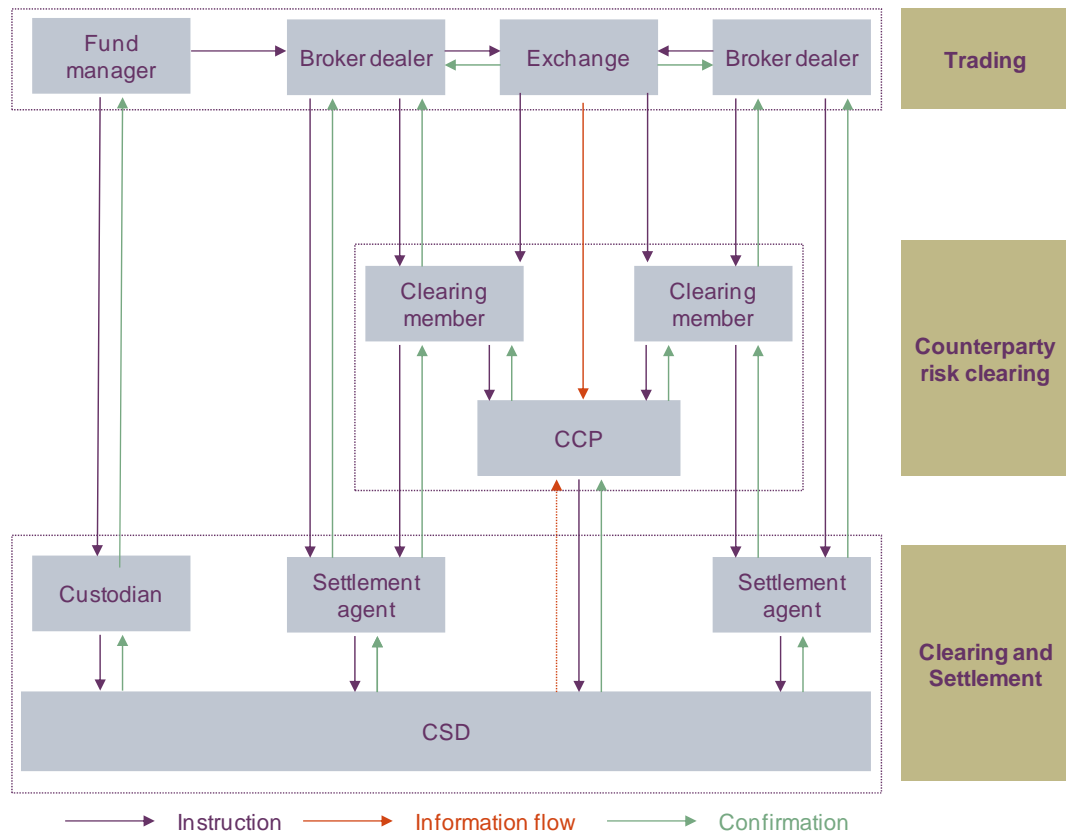 Fund
manager
Broker dealer
Exchange
Broker dealer
Trading
Clearing
member
Clearing
member
Counterparty
risk clearing
CCP
Custodian
Settlement
agent
Settlement
agent
Clearing and
Settlement
CSD
Instruction
Information flow
Confirmation